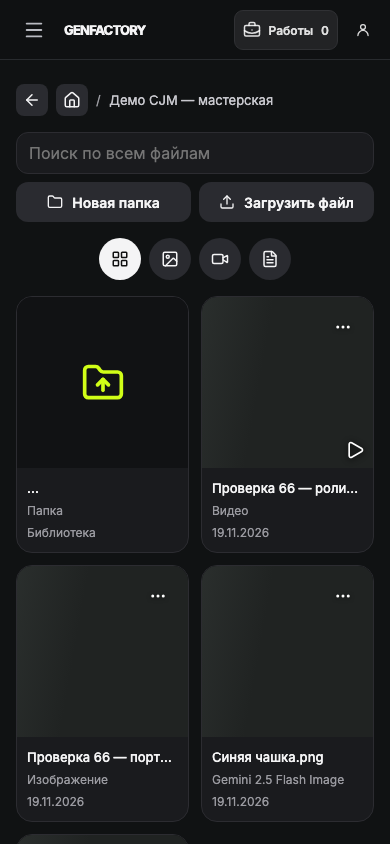 GENFACTORY
Работы 0
/ Демо CJM — мастерская
Поиск по всем файлам
Новая папка
Загрузить файл
...
Папка
Библиотека
Проверка 66 — роли...
Видео
19.11.2026
Проверка 66 — порт...
Изображение
19.11.2026
Синяя чашка.png
Gemini 2.5 Flash Image
19.11.2026